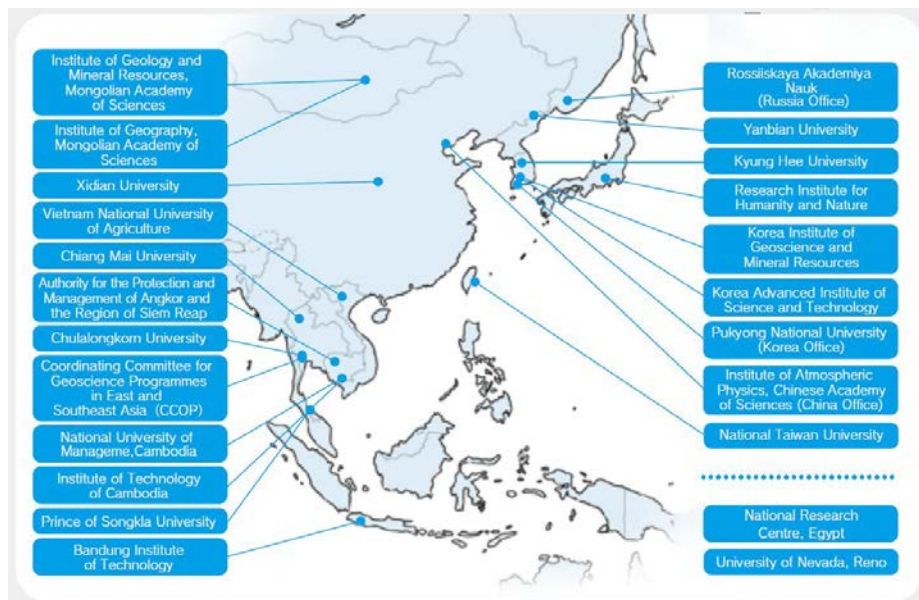 Institute of Geology and
Mineral Resources,
Mongolian Academy
of Sciences
Institute of Geography,
Mongolian Academy of
Sciences
Xidian University
Vietnam National University
of Agriculture
Chiang Mai University
Authority for the Protection and
Management of Angkor and
the Region of Siem Reap
Chulalongkorn University
Coordinating Committee for
Geoscience Programmes
in East and
Southeast Asia (CCOP)
National University of
Manageme,Cambodia
Institute of Technology
of Cambodia
Prince of Songkla University
Bandung Institute
of Technology
Rossiiskaya Akademiya
Nauk
(Russia Office)
Yanbian University
Kyung Hee University
Research Institute for
Humanity and Nature
Korea Institute of
Geoscience and
Mineral Resources
Korea Advanced Institute of
Science and Technology
Pukyong National University
(Korea Office)
Institute of Atmospheric
Physics, Chinese Academy
of Sciences (China Office)
National Taiwan University
National Research
Centre, Egypt
University of Nevada, Reno